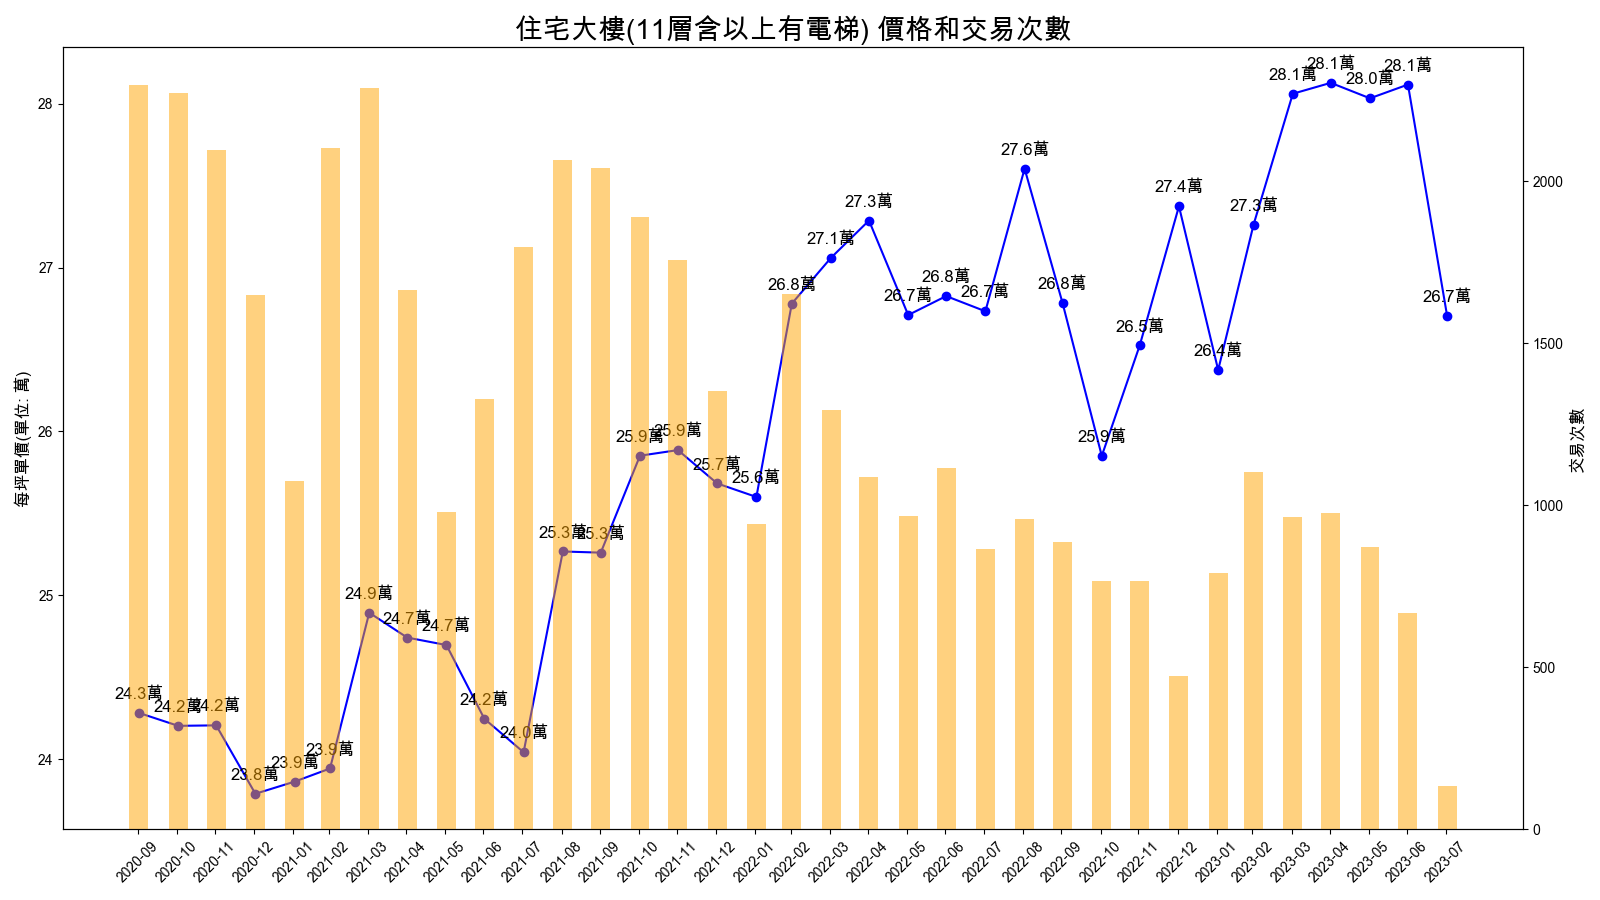 住宅大樓(11層含以上有電梯) 價格和交易次數
每坪單價(單位: 萬)
28
27
26
25
24
24.3萬
24.2萬
24.2萬
23.8萬
23.9萬
23.9萬
24.9萬
24.7萬
24.7萬
24.2萬
24.0萬
25.3萬
25.3萬
25.9萬
25.9萬
25.7萬
25.6萬
26.8萬
27.1萬
27.3萬
26.7萬
26.8萬
26.7萬
27.6萬
26.8萬
25.9萬
26.5萬
27.4萬
26.4萬
27.3萬
28.1萬
28.1萬
28.0萬
28.1萬
26.7萬
2000
1500
1000
500
0
交易次數
2020-09
2020-10
2020-11
2020-12
2021-01
2021-02
2021-03
2021-04
2021-05
2021-06
2021-07
2021-08
2021-09
2021-10
2021-11
2021-12
2022-01
2022-02
2022-03
2022-04
2022-05
2022-06
2022-07
2022-08
2022-09
2022-10
2022-11
2022-12
2023-01
2023-02
2023-03
2023-04
2023-05
2023-06
2023-07